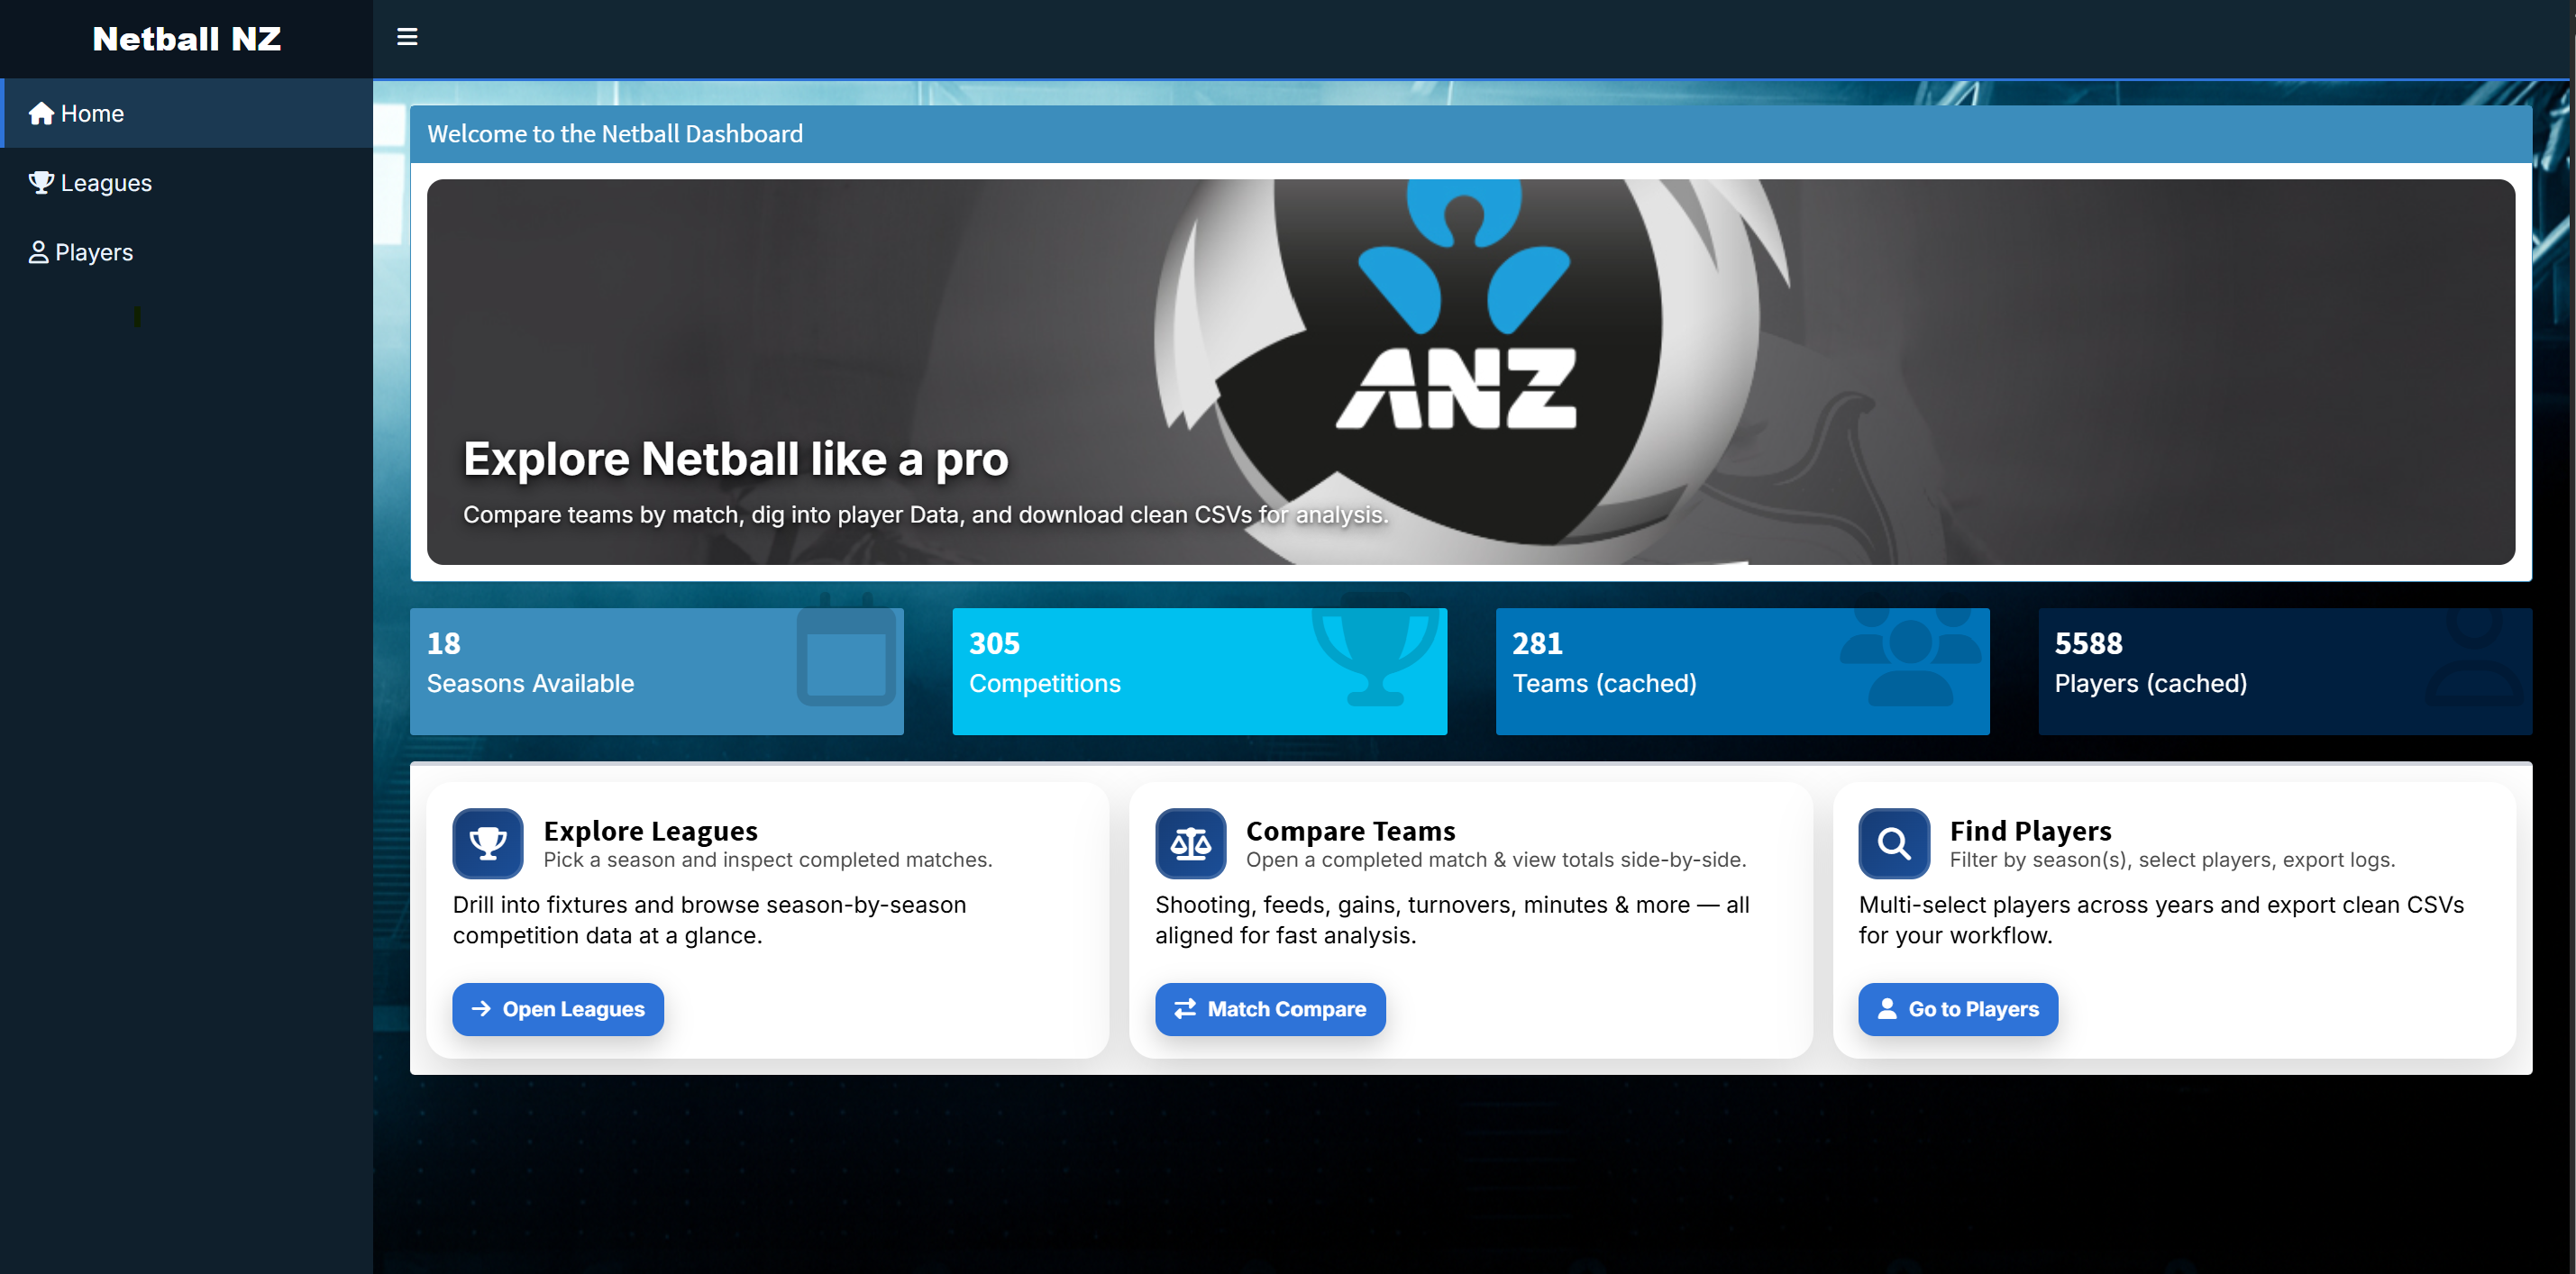 Netball NZ
Home
Leagues
Players
Welcome to the Netball Dashboard
ANZ
Explore Netball like a pro
Compare teams by match, dig into player Data, and download clean CSVs for analysis.
18
Seasons Available
305
Competitions
281
Teams (cached)
5588
Players (cached)
Explore Leagues
Pick a season and inspect completed matches.
Drill into fixtures and browse season-by-season
competition data at a glance.
Open Leagues
Compare Teams
Open a completed match & view totals side-by-side.
Shooting, feeds, gains, turnovers, minutes & more — all
aligned for fast analysis.
Match Compare
Find Players
Filter by season(s), select players, export logs.
Multi-select players across years and export clean CSVs
for your workflow.
Go to Players